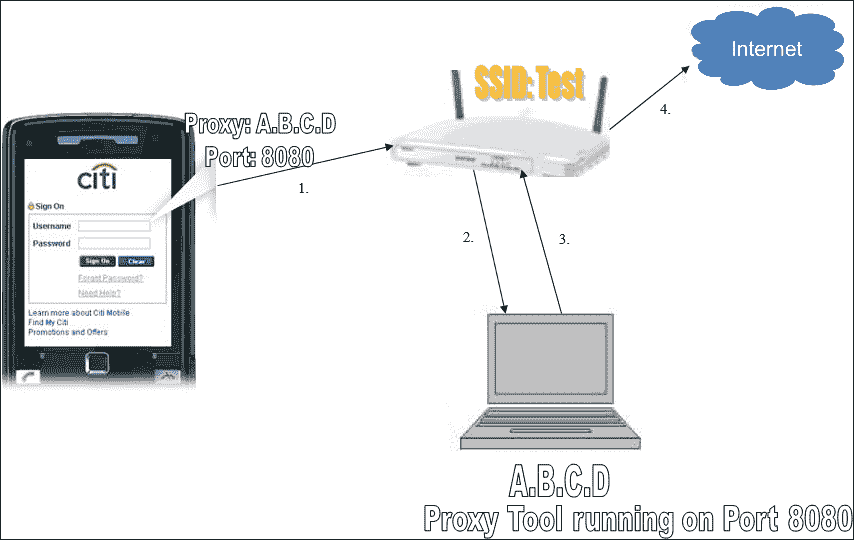 Internet
SSID: Test
4.
Proxy: A.B.C.D
Port: 8080
1.
citi
Sign On
Username
Password
Sign On Clear
Forgot Password?
Need Help?
Learn more about Citi Mobile
Find My Citi
Promotions and Offers
2.
3.
A.B.C.D
Proxy Tool running on Port 8080